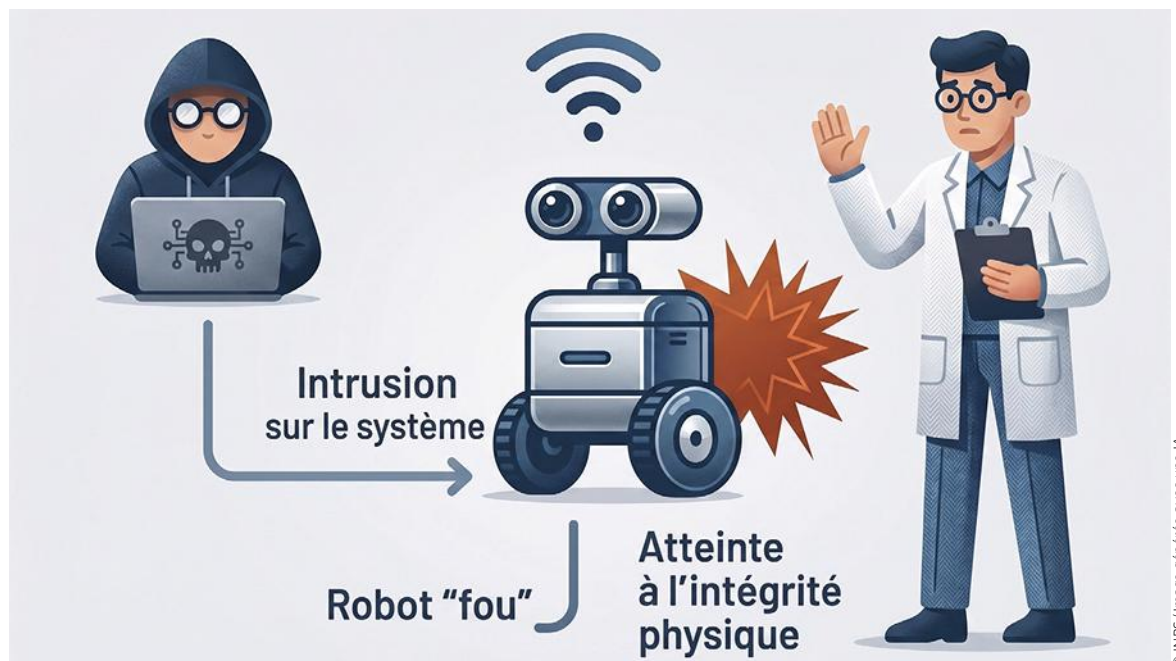 Intrusion
sur le système
Robot “fou”
Atteinte
à l’intégrité
physique